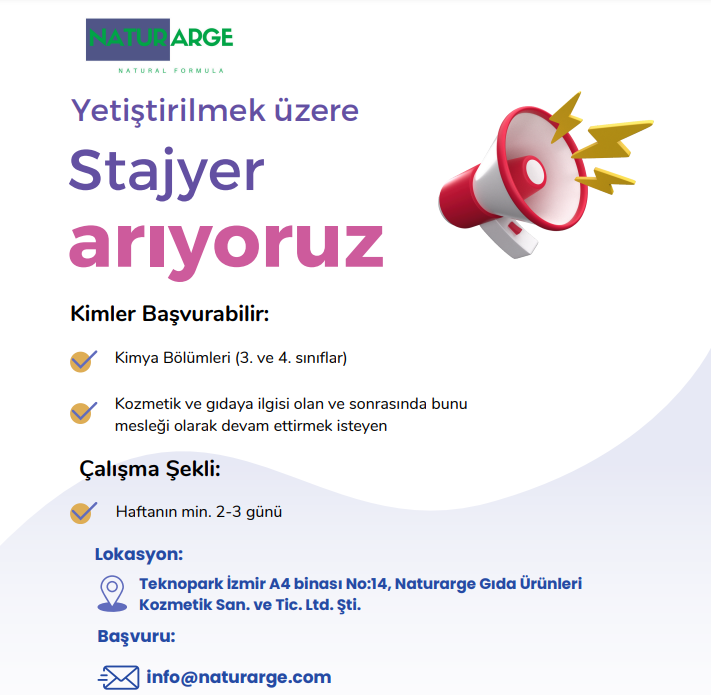 NATURARGE
NATURAL FORMULA
Yetiştirilmek üzere
Stajyer
arıyoruz
Kimler Başvurabilir:
Kimya Bölümleri (3. ve 4. sınıflar)
Kozmetik ve gıdaya ilgisi olan ve sonrasında bunu
mesleği olarak devam ettirmek isteyen
Çalışma Şekli:
Haftanın min. 2-3 günü
Lokasyon:
Teknopark İzmir A4 binası No:14, Naturarge Gıda Ürünleri
Kozmetik San. ve Tic. Ltd. Şti.
Başvuru:
info@naturarge.com